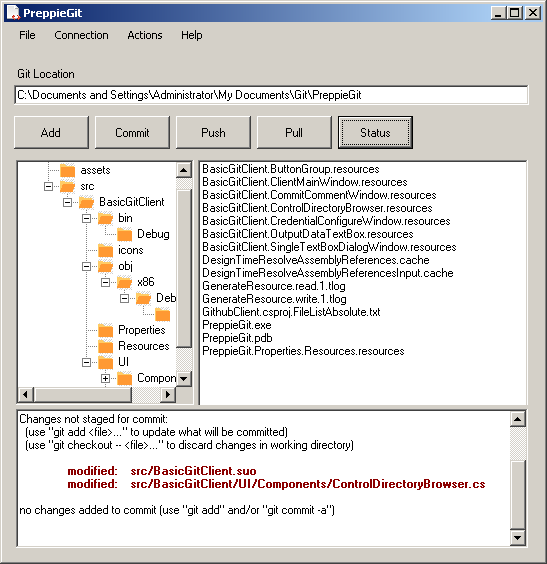 PreppieGit
File Connection Actions Help
Git Location
C:\Documents and Settings\Administrator\My Documents\Git\PreppieGit
Add Commit Push Pull Status
assets
src
BasicGitClient
bin
Debug
icons
obj
x86
Deb
Properties
Resources
UI
Compon
BasicGitClient.ButtonGroup.resources
BasicGitClient.ClientMainWindow.resources
BasicGitClient.CommitCommentWindow.resources
BasicGitClient.ControlDirectoryBrowser.resources
BasicGitClient.CredentialConfigureWindow.resources
BasicGitClient.OutputDataTextBox.resources
BasicGitClient.SingleTextBoxDialogWindow.resources
DesignTimeResolveAssemblyReferences.cache
DesignTimeResolveAssemblyReferencesInput.cache
GenerateResource.read.1.tlog
GenerateResource.write.1.tlog
GithubClient.csproj.FileListAbsolute.txt
PreppieGit.exe
PreppieGit.pdb
PreppieGit.Properties.Resources.resources
Changes not staged for commit:
(use "git add <file>..." to update what will be committed)
(use "git checkout -- <file>..." to discard changes in working directory)
modified: src/BasicGitClient.suo
modified: src/BasicGitClient/UI/Components/ControlDirectoryBrowser.cs
no changes added to commit (use "git add" and/or "git commit -a")